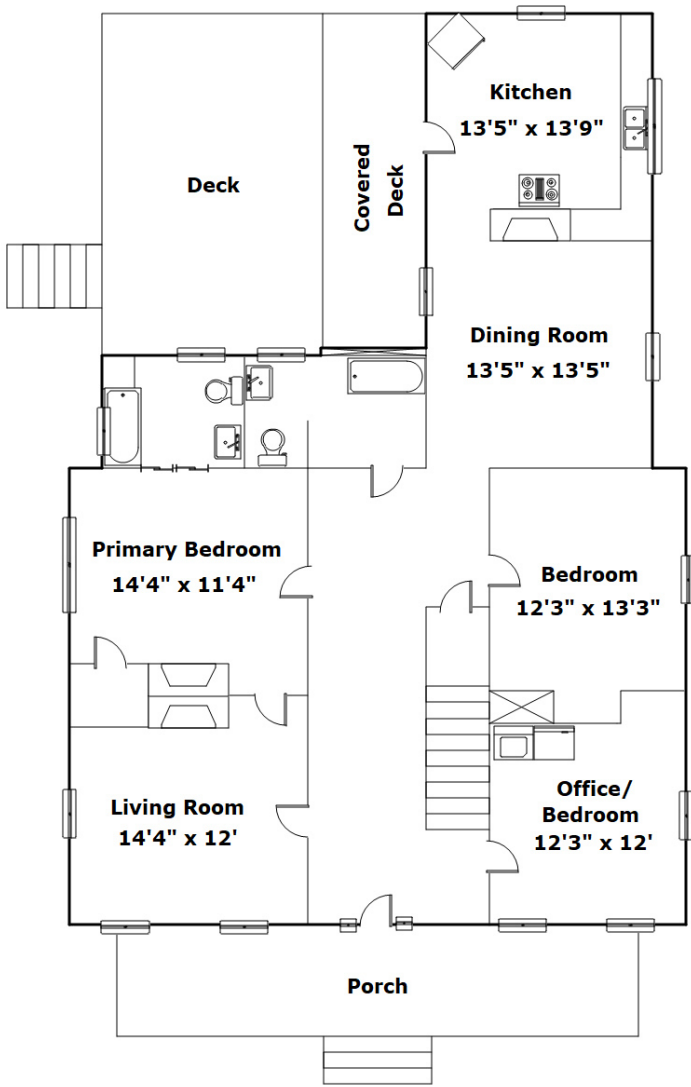 Kitchen
13'5" x 13'9"
Deck
Covered
Deck
Dining Room
13'5" x 13'5"
Primary Bedroom
14'4" x 11'4"
Bedroom
12'3" x 13'3"
Living Room
14'4" x 12'
Office/
Bedroom
12'3" x 12'
Porch